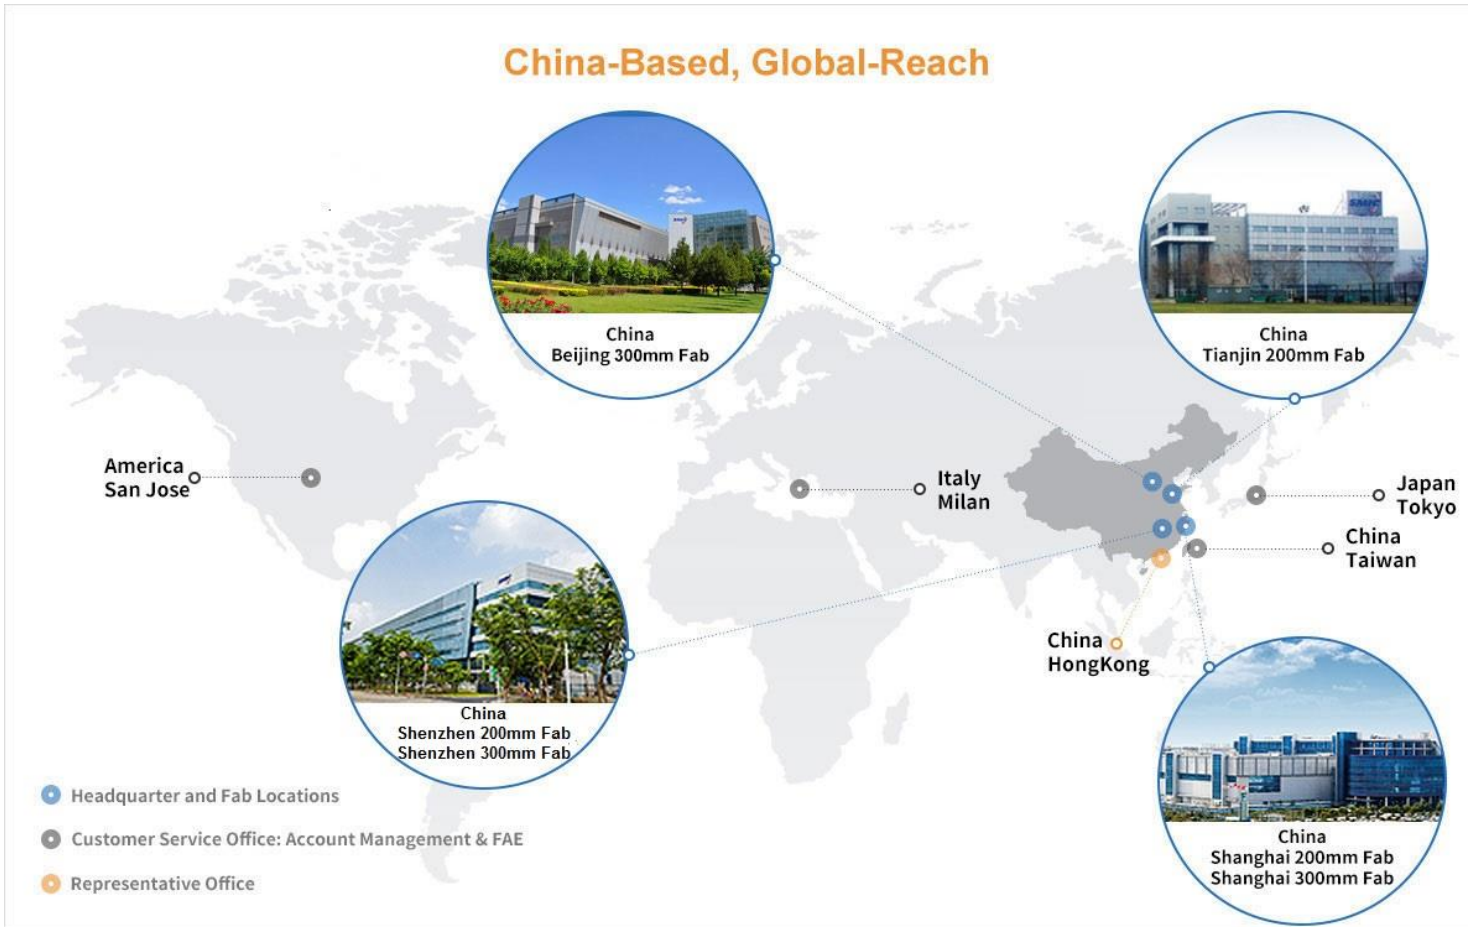 China-Based, Global-Reach
China
Beijing 300mm Fab
SMIC
China
Tianjin 200mm Fab
America
San Jose
Italy
Milan
Japan
Tokyo
China
Taiwan
China
HongKong
China
Shenzhen 200mm Fab
Shenzhen 300mm Fab
China
Shanghai 200mm Fab
Shanghai 300mm Fab
Headquarter and Fab Locations
Customer Service Office: Account Management & FAE
Representative Office